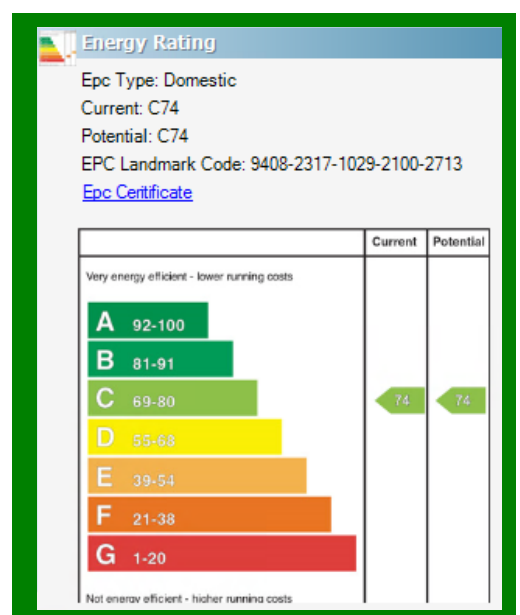 Energy Rating
Epc Type: Domestic
Current: C74
Potential: C74
EPC Landmark Code: 9408-2317-1029-2100-2713
Epc Ceritificate
Current Potential
Very energy efficient - lower running costs
A 92-100
B 81-91
C 69-80 74 74
D 55-68
E 39-54
F 21-38
G 1-20
Not energy efficient - higher running costs